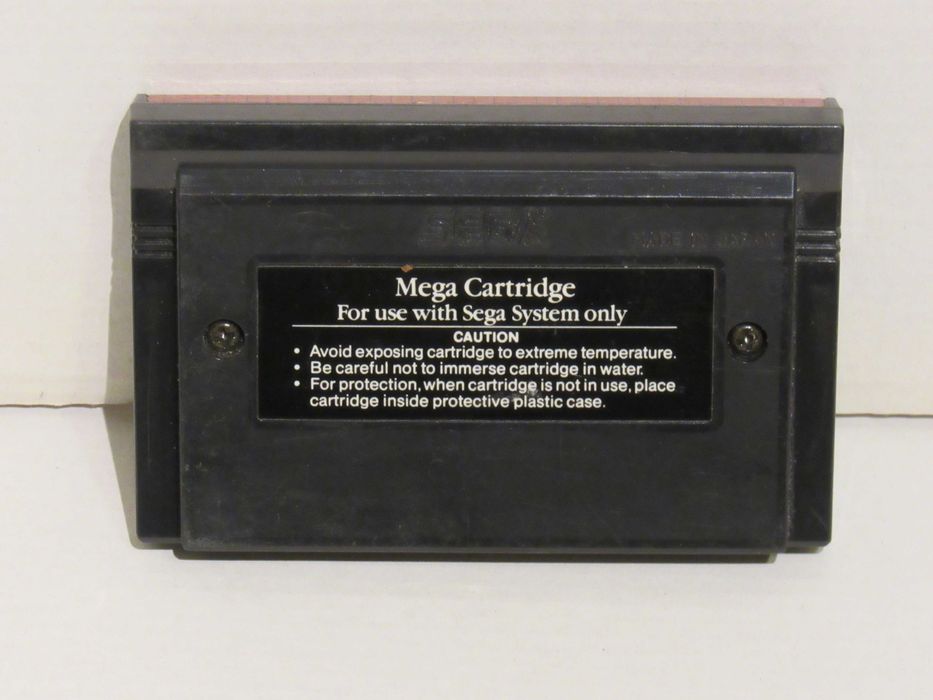 SEGA
MADE IN JAPAN
Mega Cartridge
For use with Sega System only
CAUTION
• Avoid exposing cartridge to extreme temperature.
• Be careful not to immerse cartridge in water.
• For protection, when cartridge is not in use, place
cartridge inside protective plastic case.